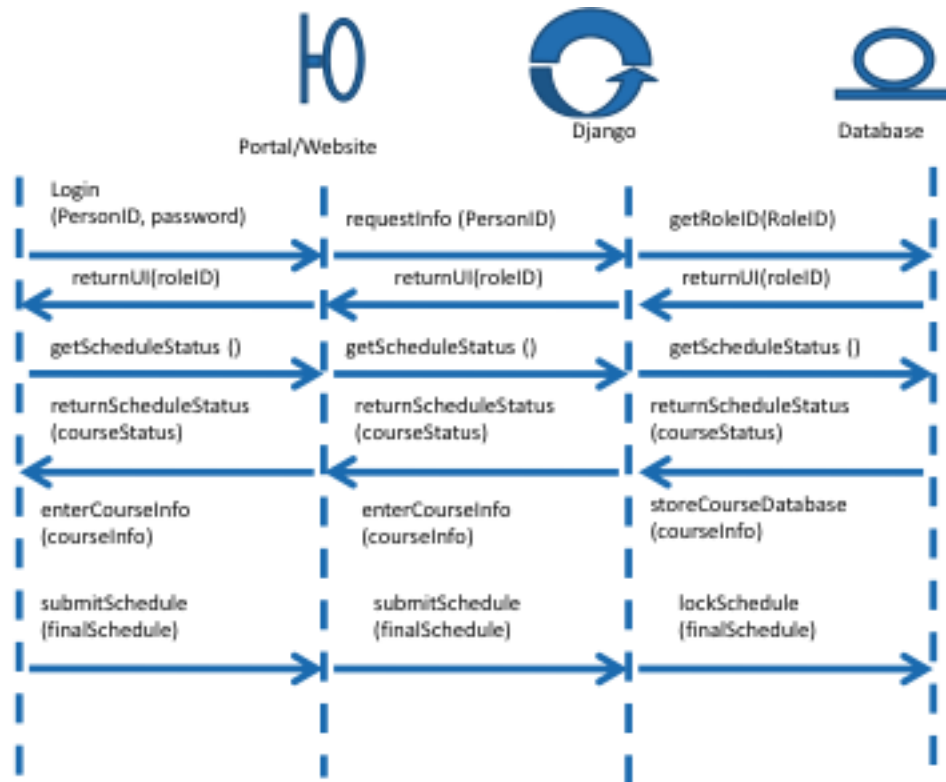 Portal/Website
Django
Database
Login
(PersonID, password)
requestInfo (PersonID)
getRoleID(RoleID)
returnUI(roleID)
returnUI(roleID)
returnUI(roleID)
getScheduleStatus ()
getScheduleStatus ()
getScheduleStatus ()
returnScheduleStatus
(courseStatus)
returnScheduleStatus
(courseStatus)
returnScheduleStatus
(courseStatus)
enterCourseInfo
(courseInfo)
enterCourseInfo
(courseInfo)
storeCourseDatabase
(courseInfo)
submitSchedule
(finalSchedule)
submitSchedule
(finalSchedule)
lockSchedule
(finalSchedule)